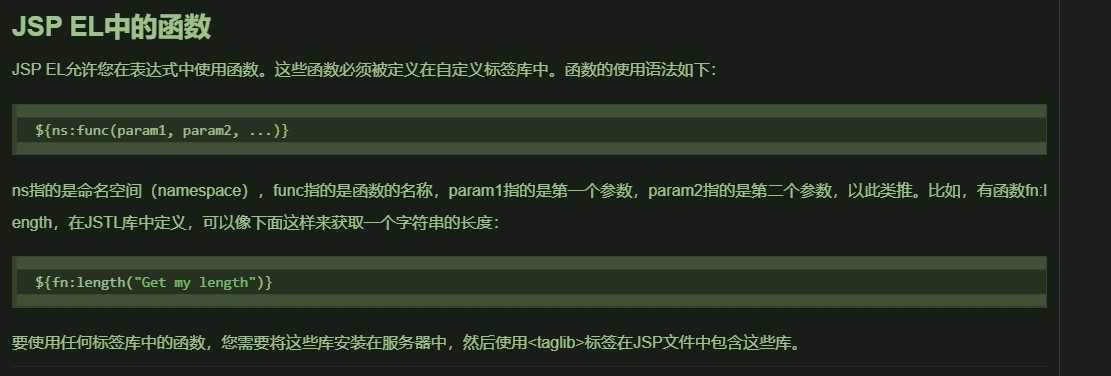 JSP EL中的函数
JSP EL允许您在表达式中使用函数。这些函数必须被定义在自定义标签库中。函数的使用语法如下：
${ns:func(param1, param2, ...)}
ns指的是命名空间（namespace），func指的是函数的名称，param1指的是第一个参数，param2指的是第二个参数，以此类推。比如，有函数fn:l
ength，在JSTL库中定义，可以像下面这样来获取一个字符串的长度：
${fn:length("Get my length")}
要使用任何标签库中的函数，您需要将这些库安装在服务器中，然后使用<taglib>标签在JSP文件中包含这些库。